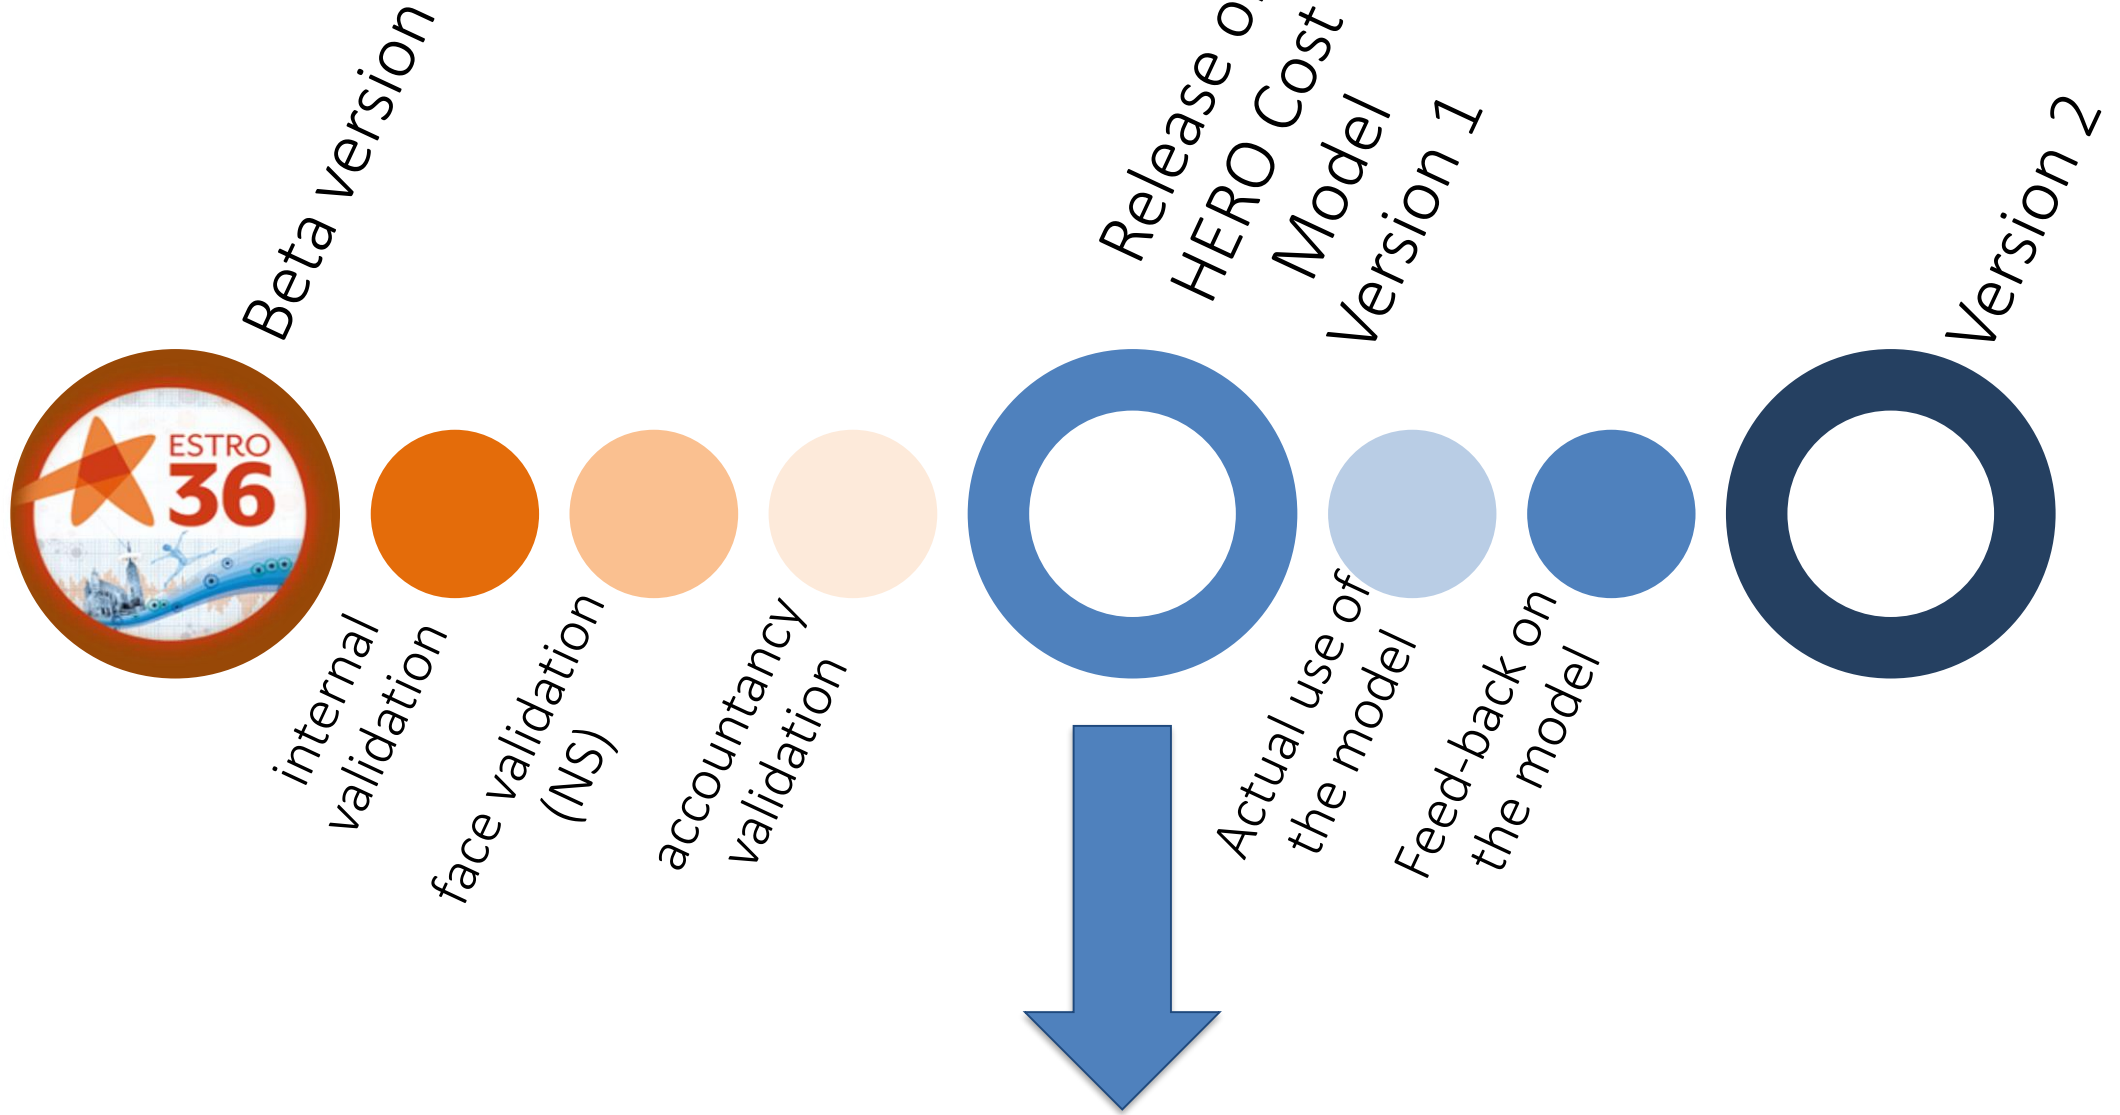 Beta version
ESTRO
36
internal
validation
face validation
(NS)
accountancy
validation
Release
HERO Cost
Model
Version 1
Actual use of
the model
Feed-back on
the model
Version 2